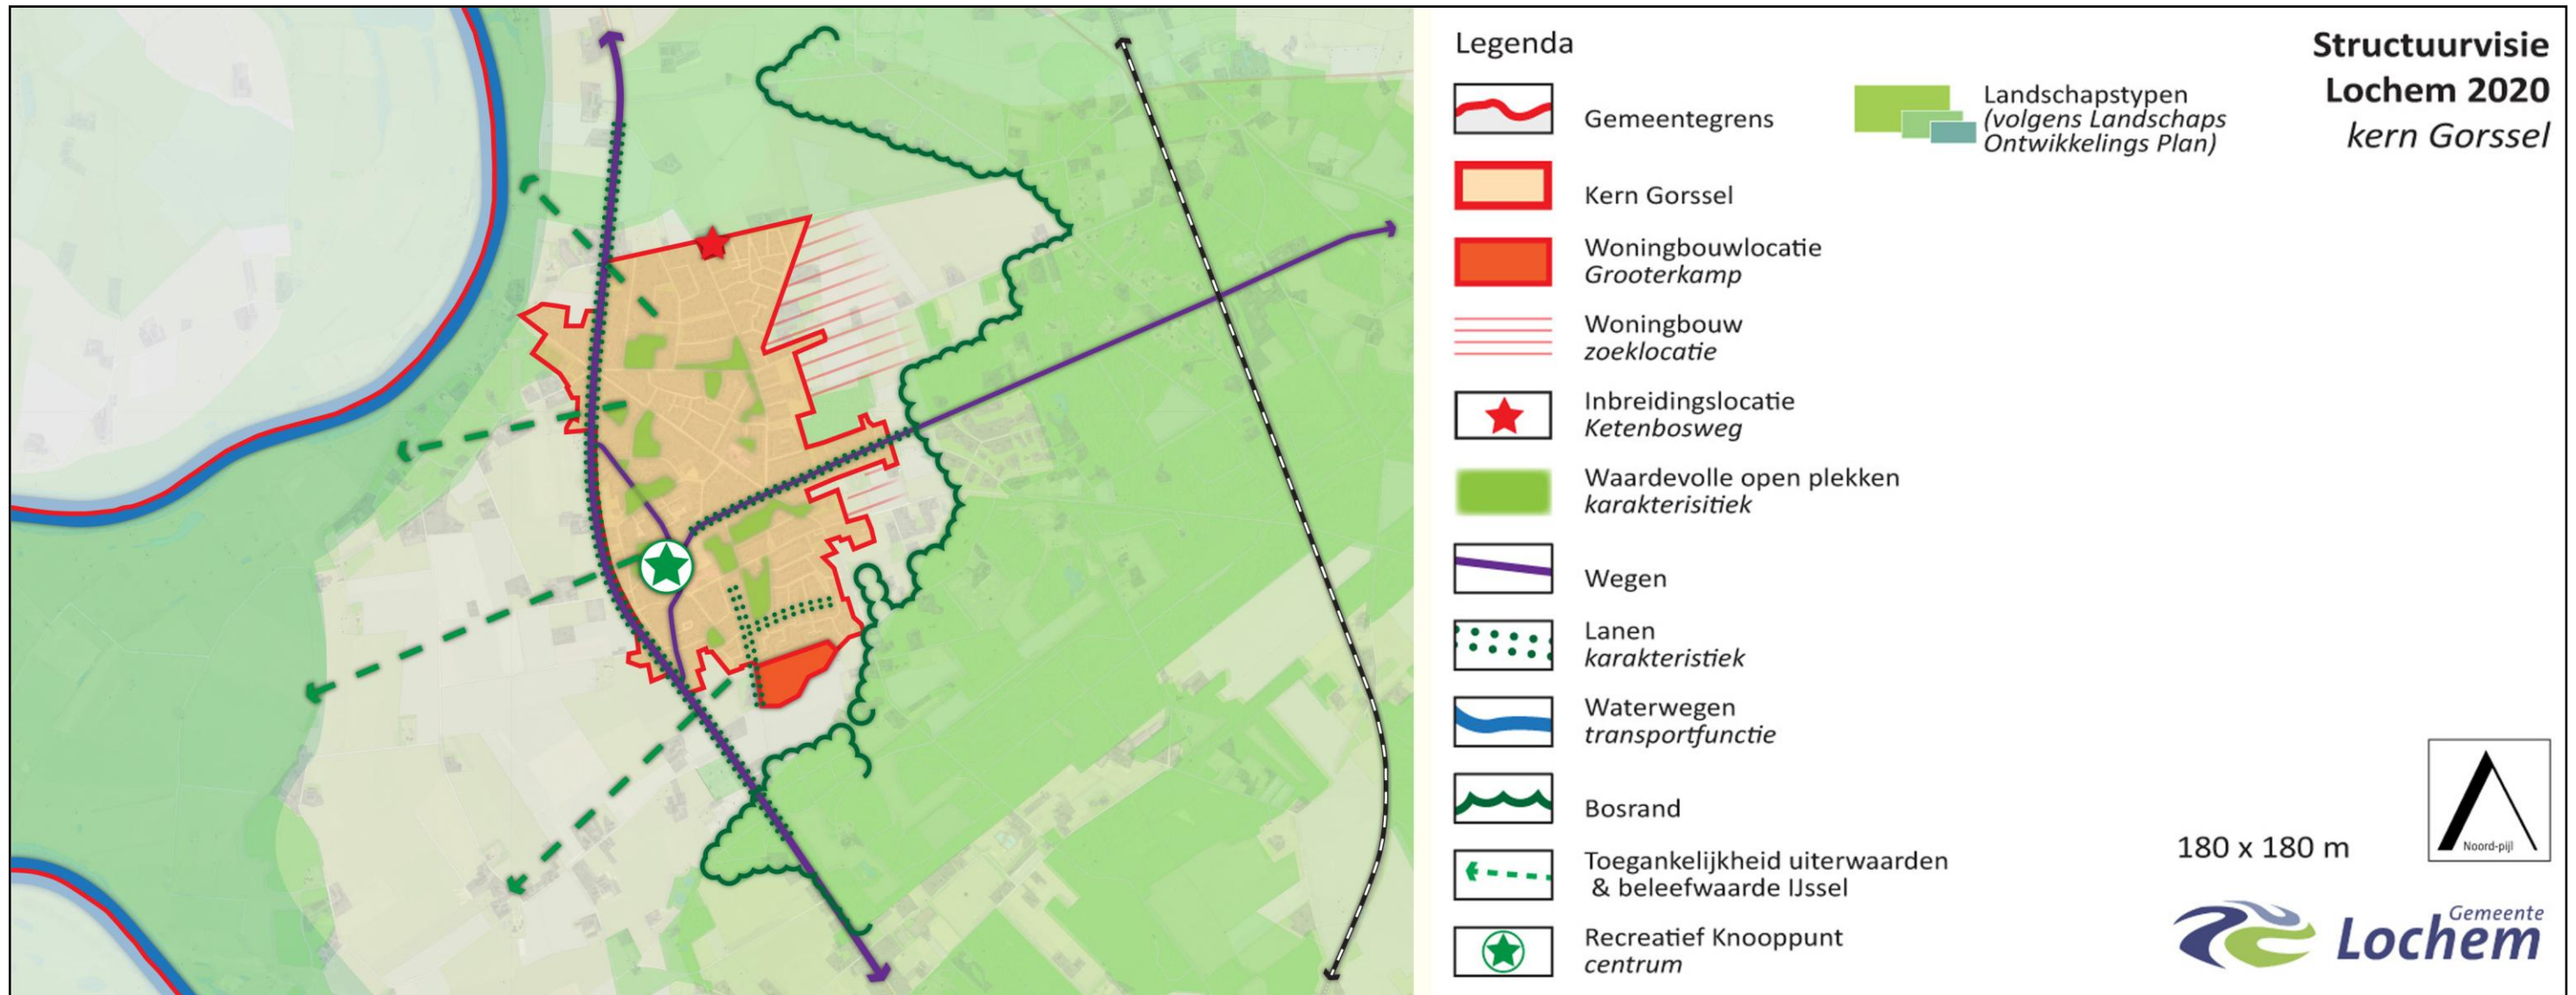 Legenda
Gemeentegrens
Kern Gorssel
Woningbouwlocatie
Grooterkamp
Woningbouw
zoeklocatie
Inbreidingslocatie
Ketenbosweg
Waardevolle open plekken
karakterisitiek
Wegen
Lanen
karakteristiek
Waterwegen
transportfunctie
Bosrand
Toegankelijkheid uiterwaarden
& beleefwaarde IJssel
Recreatief Knooppunt
centrum
Landschapstypen
(volgens Landschaps
Ontwikkelings Plan)
Structuurvisie
Lochem 2020
kern Gorssel
180 x 180 m
Noord-pijl
Gemeente
Lochem